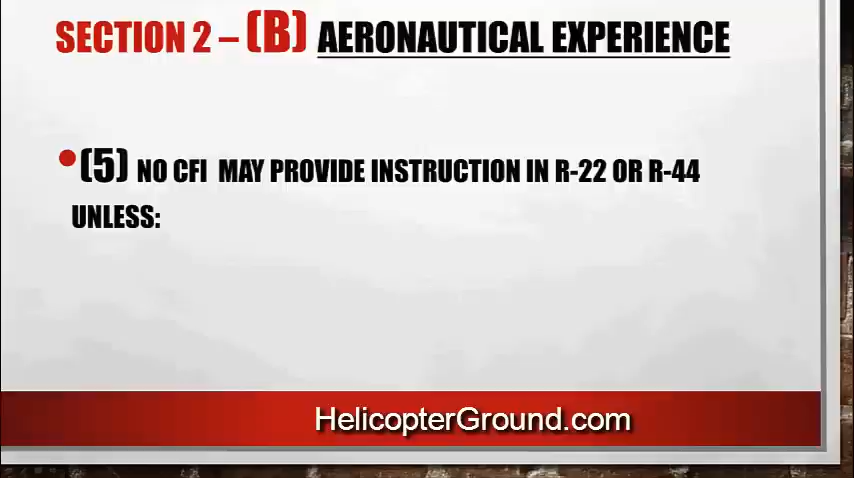 SECTION 2 – (B) AERONAUTICAL EXPERIENCE
•(5) NO CFI MAY PROVIDE INSTRUCTION IN R-22 OR R-44
UNLESS:
HelicopterGround.com